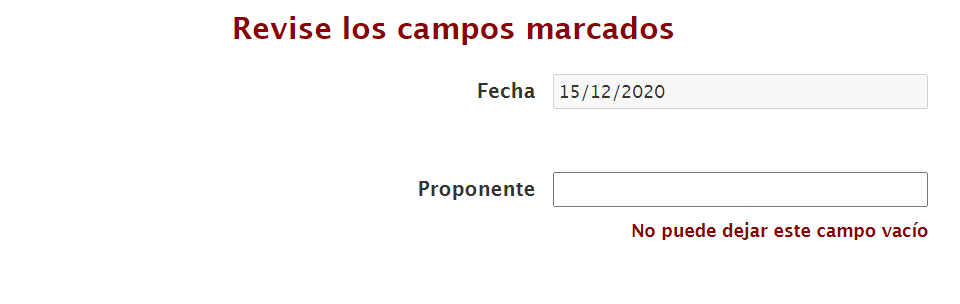 Revise los campos marcados
Fecha 15/12/2020
Proponente
No puede dejar este campo vacío